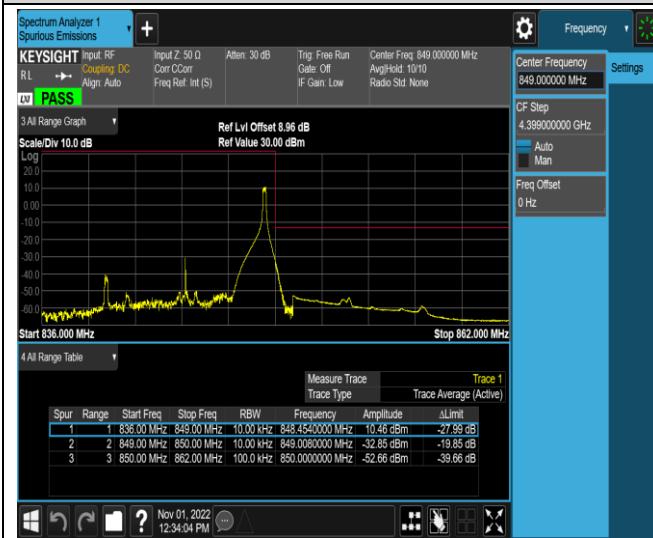 Spectrum Analyzer 1
Spurious Emissions
Frequency
KEYSIGHT Input: RF Input Z: 50 Ω Atten: 30 dB Trig: Free Run Center Freq: 849.000000 MHz
RL Coupling: DC Corr CCorr Gate: Off Avg|Hold: 10/10
Align: Auto Freq Ref: Int (S) IF Gain: Low Radio Std: None
LXI PASS
Center Frequency
849.000000 MHz
Settings
CF Step
4.399000000 GHz
Auto
Man
Freq Offset
0 Hz
3 All Range Graph
Ref Lvl Offset 8.96 dB
Scale/Div 10.0 dB Ref Value 30.00 dBm
Log
20.0
10.0
0.00
-10.0
-20.0
-30.0
-40.0
-50.0
-60.0
Start 836.000 MHz Stop 862.000 MHz
4 All Range Table
Measure Trace Trace 1
Trace Type Trace Average (Active)
Spur Range Start Freq Stop Freq RBW Frequency Amplitude ΔLimit
1 1 836.00 MHz 849.00 MHz 10.00 kHz 848.4540000 MHz 10.46 dBm -27.99 dB
2 2 849.00 MHz 850.00 MHz 10.00 kHz 849.0080000 MHz -32.85 dBm -19.85 dB
3 3 850.00 MHz 862.00 MHz 100.0 kHz 850.0000000 MHz -52.66 dBm -39.66 dB
Nov 01, 2022
12:34:04 PM